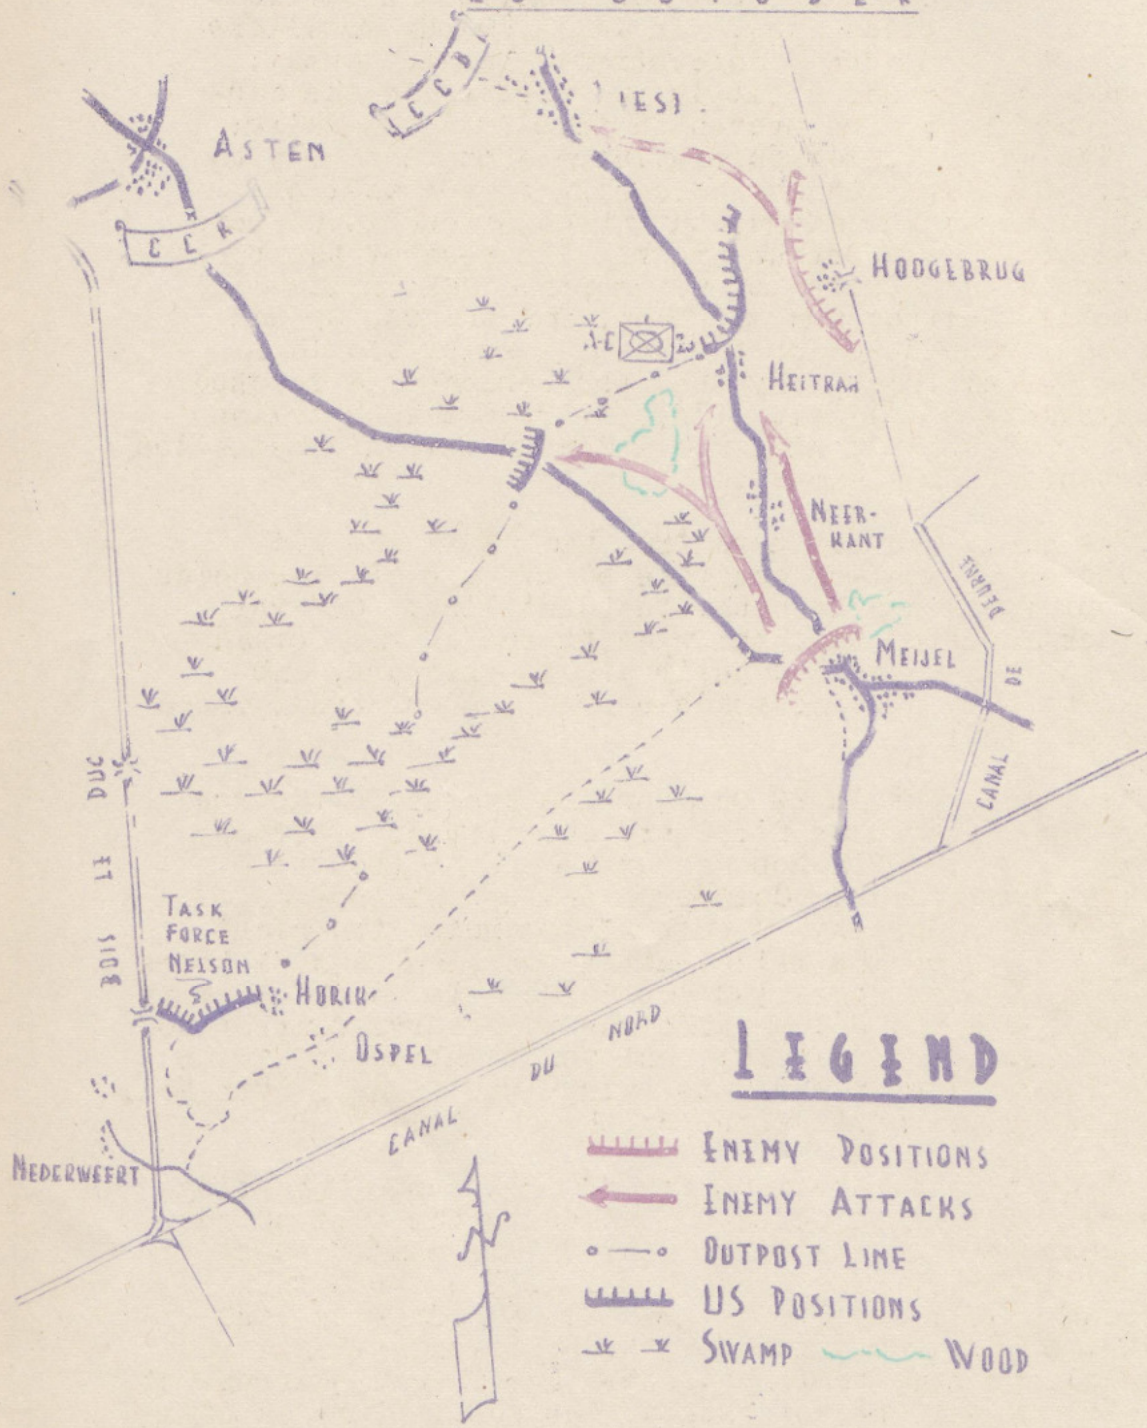 CCB
ASTEN
CCR
HOOGEBRUG
HEITRAK
NEER-
KANT
DEURNE
DE
CANAL
MEIJEL
BOIS LE DUC
TASK
FORCE
NELSON
HORIK
OSPEL
NEDERWEERT
CANAL DU NORD
LEGEND
ENEMY POSITIONS
ENEMY ATTACKS
OUTPOST LINE
US POSITIONS
SWAMP
WOOD